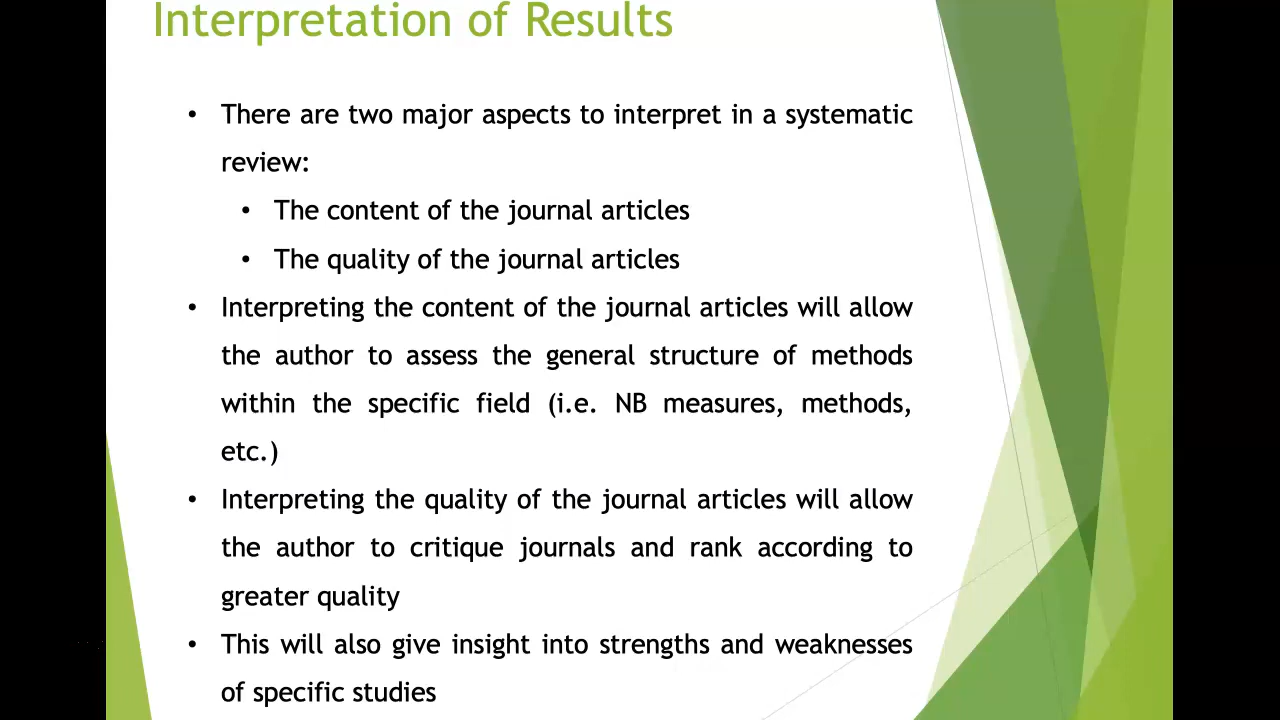 Interpretation of Results
• There are two major aspects to interpret in a systematic
review:
• The content of the journal articles
• The quality of the journal articles
• Interpreting the content of the journal articles will allow
the author to assess the general structure of methods
within the specific field (i.e. NB measures, methods,
etc.)
• Interpreting the quality of the journal articles will allow
the author to critique journals and rank according to
greater quality
• This will also give insight into strengths and weaknesses
of specific studies